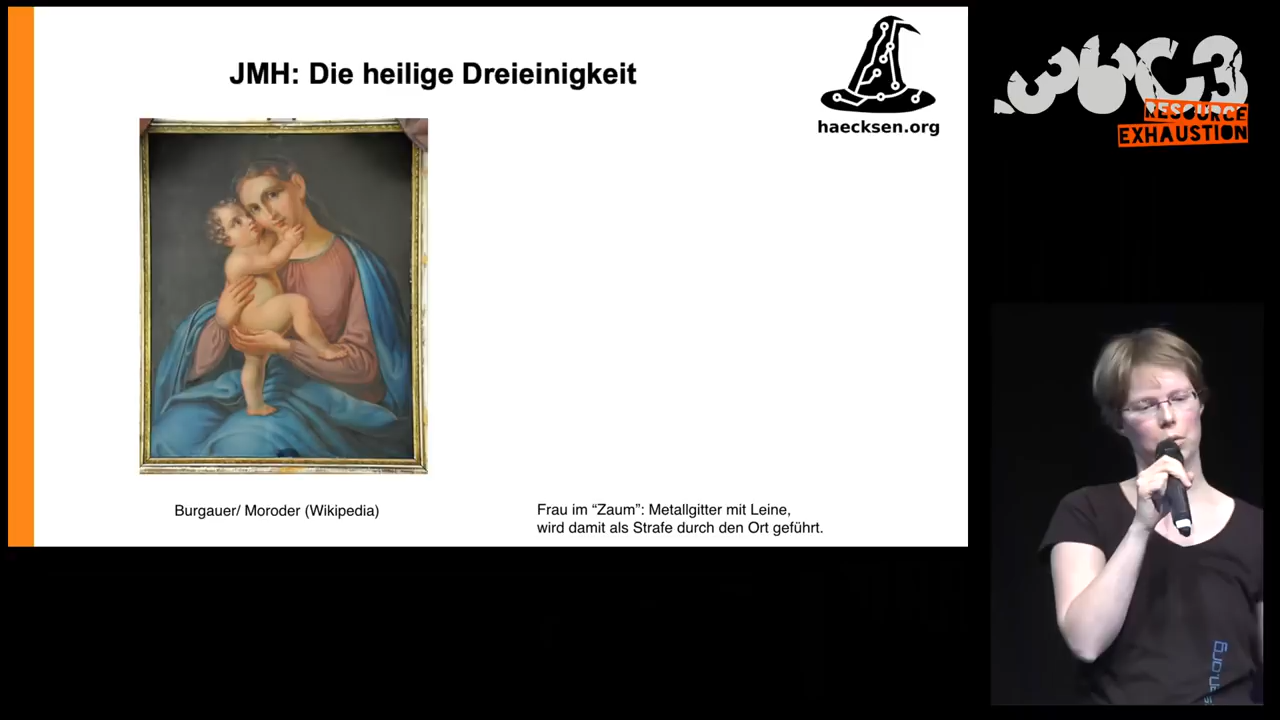 JMH: Die heilige Dreieinigkeit
haecksen.org
36C3
RESOURCE
EXHAUSTION
Burgauer/ Moroder (Wikipedia)
Frau im “Zaum”: Metallgitter mit Leine,
wird damit als Strafe durch den Ort geführt.